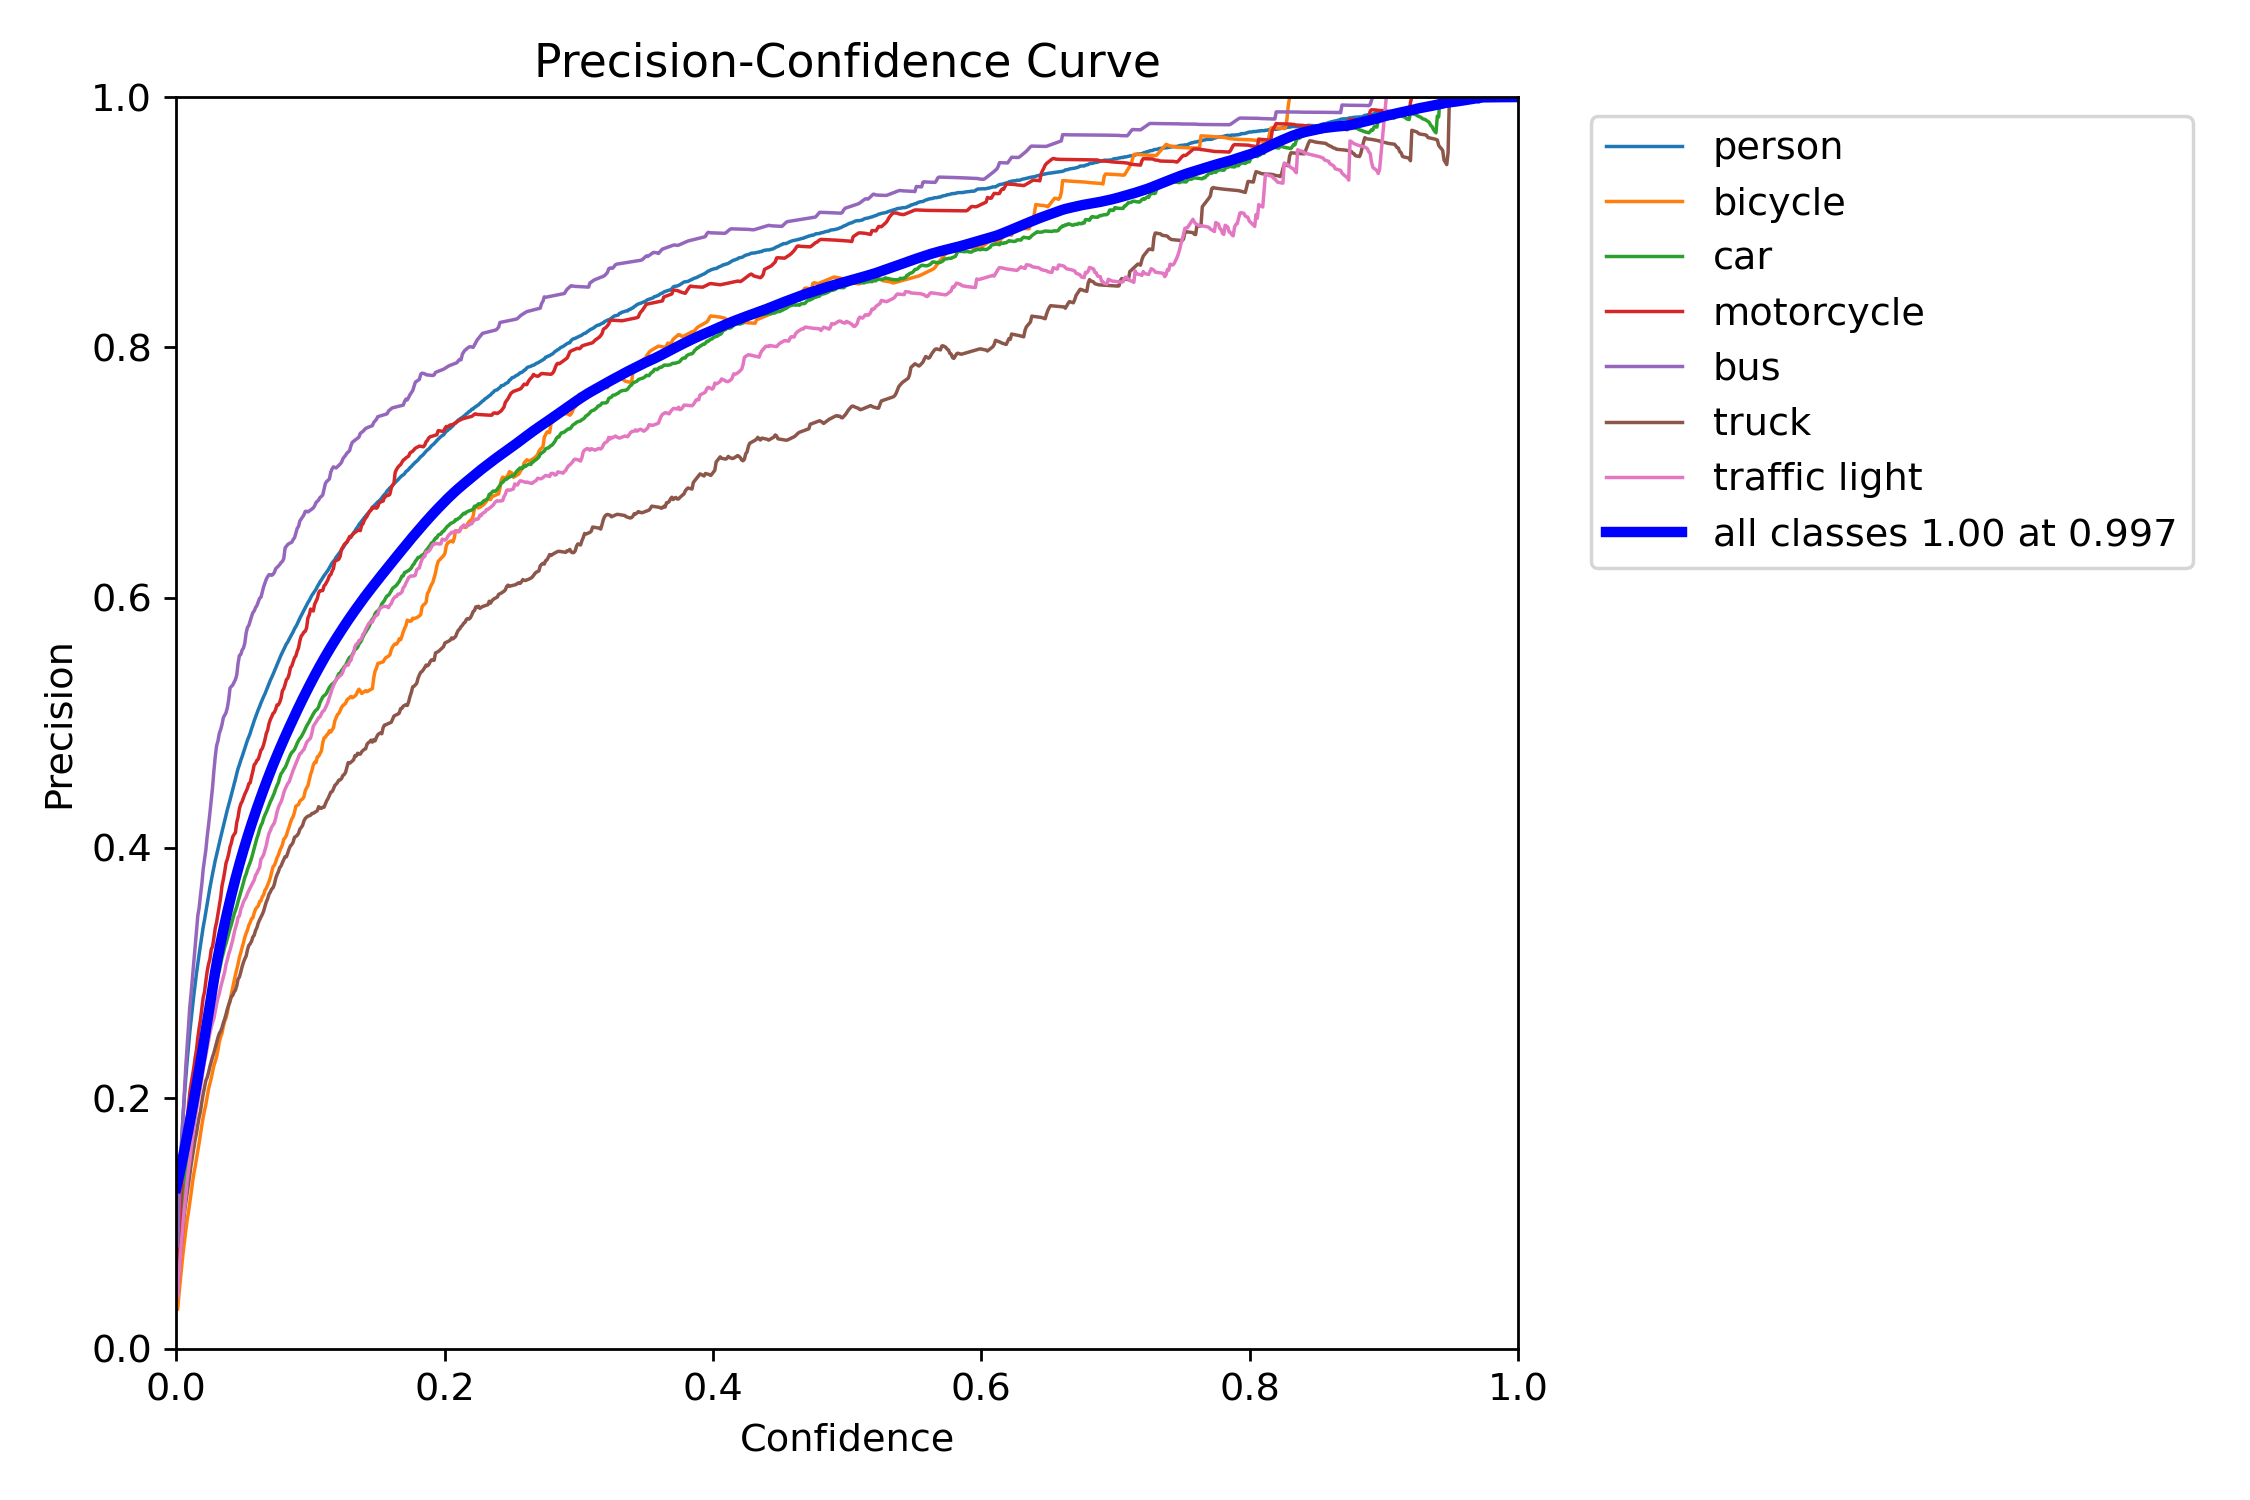 Precision-Confidence Curve
1.0
0.8
0.6
0.4
0.2
0.0
Precision
0.0 0.2 0.4 0.6 0.8 1.0
Confidence
person
bicycle
car
motorcycle
bus
truck
traffic light
all classes 1.00 at 0.997